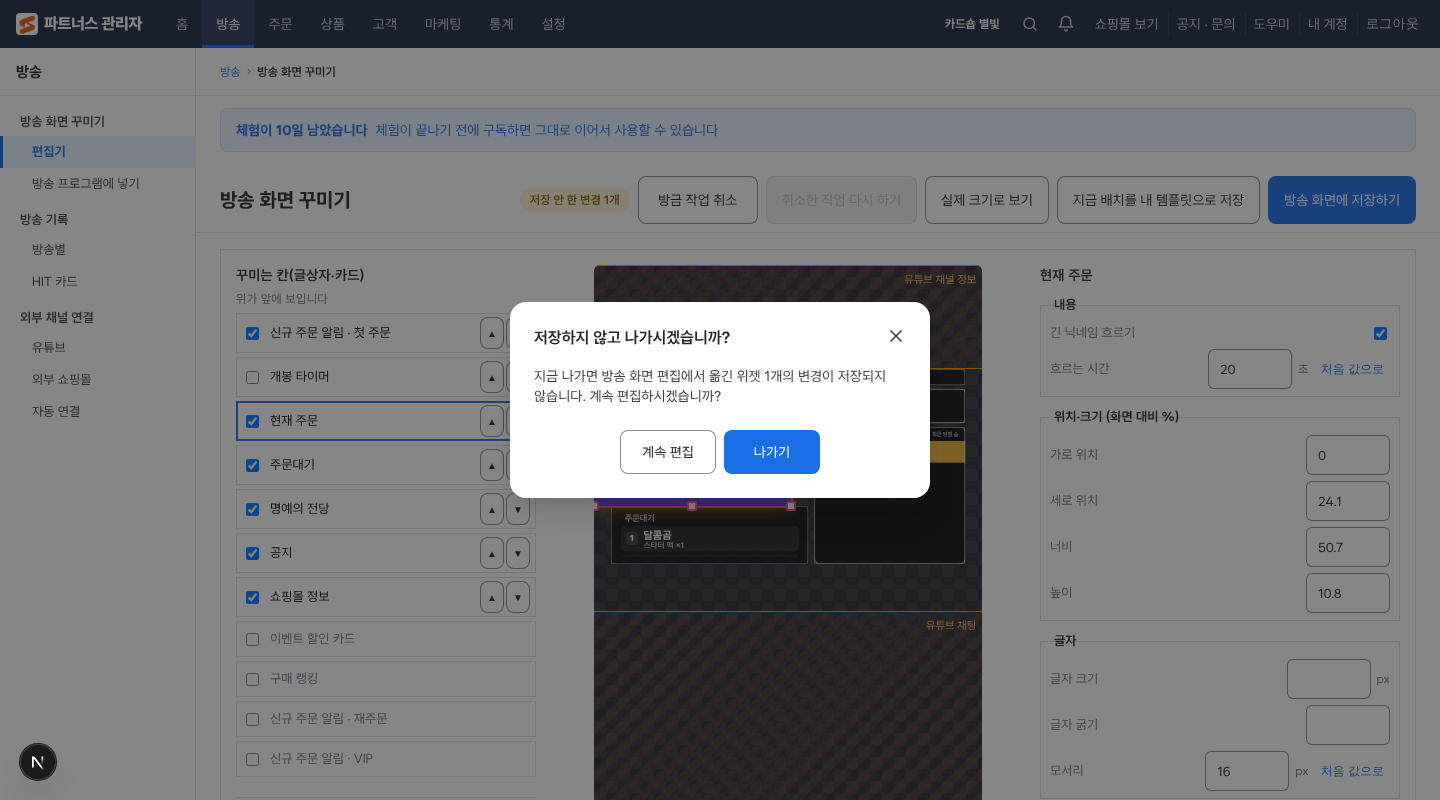 파트너스 관리자
홈
방송
주문
상품
고객
마케팅
통계
설정
카드숍 별빛
쇼핑몰 보기
공지 · 문의
도우미
내 계정
로그아웃
방송
방송 화면 꾸미기
편집기
방송 프로그램에 넣기
방송 기록
방송별
HIT 카드
외부 채널 연결
유튜브
외부 쇼핑몰
자동 연결
방송 › 방송 화면 꾸미기
체험이 10일 남았습니다 체험이 끝나기 전에 구독하면 그대로 이어서 사용할 수 있습니다
방송 화면 꾸미기
저장 안 한 변경 1개
방금 작업 취소
취소한 작업 다시 하기
실제 크기로 보기
지금 배치를 내 템플릿으로 저장
방송 화면에 저장하기
꾸미는 칸(글상자·카드)
위가 앞에 보입니다
신규 주문 알림 · 첫 주문
개봉 타이머
현재 주문
주문대기
명예의 전당
공지
쇼핑몰 정보
이벤트 할인 카드
구매 랭킹
신규 주문 알림 · 재주문
신규 주문 알림 · VIP
유튜브 채널 정보
저장하지 않고 나가시겠습니까?
지금 나가면 방송 화면 편집에서 옮긴 위젯 1개의 변경이 저장되지
않습니다. 계속 편집하시겠습니까?
계속 편집
나가기
주문대기
1
달콤곰
스타터 팩 ×1
유튜브 채팅
현재 주문
내용
긴 닉네임 흐르기
흐르는 시간
20
초
처음 값으로
위치·크기 (화면 대비 %)
가로 위치
0
세로 위치
24.1
너비
50.7
높이
10.8
글자
글자 크기
px
글자 굵기
모서리
16
px
처음 값으로
N